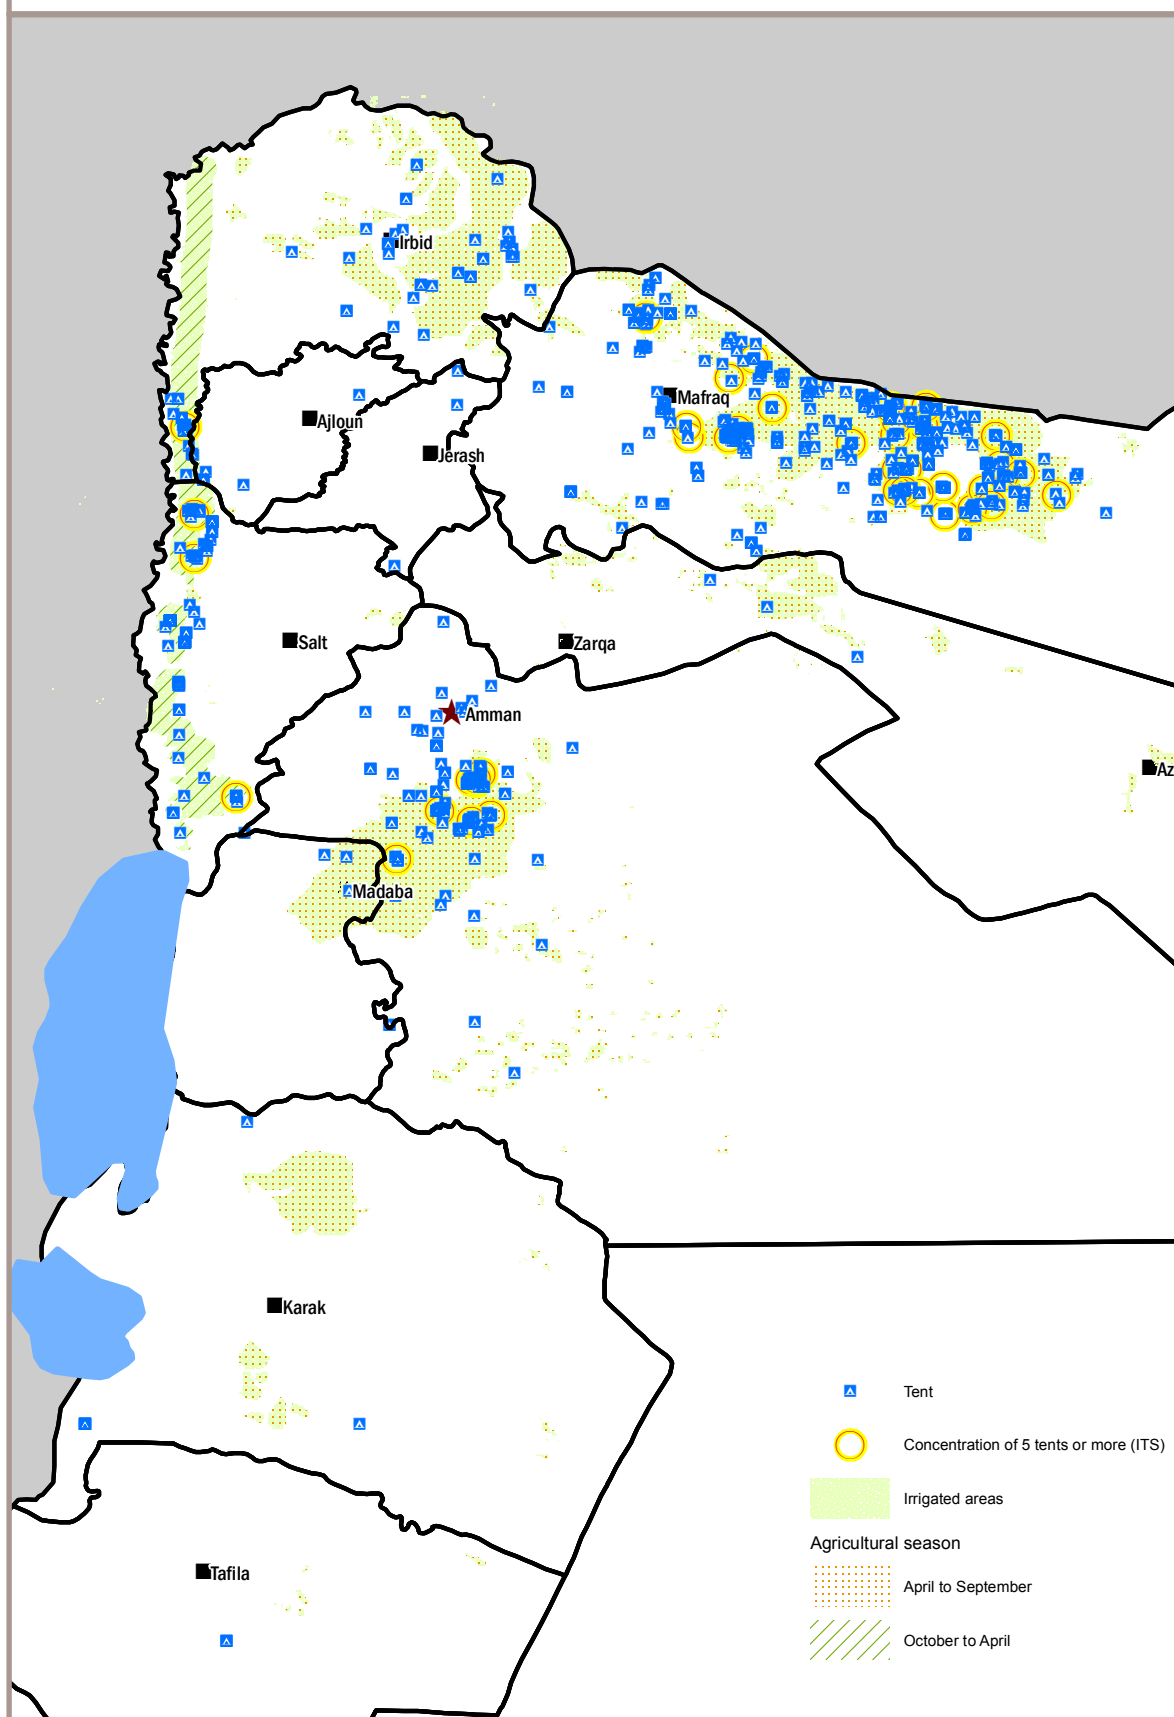 Irbid
Mafraq
Ajloun
Jerash
Salt
Zarqa
Amman
Az
Madaba
Karak
Tent
Concentration of 5 tents or more (ITS)
Irrigated areas
Agricultural season
Tafila
April to September
October to April